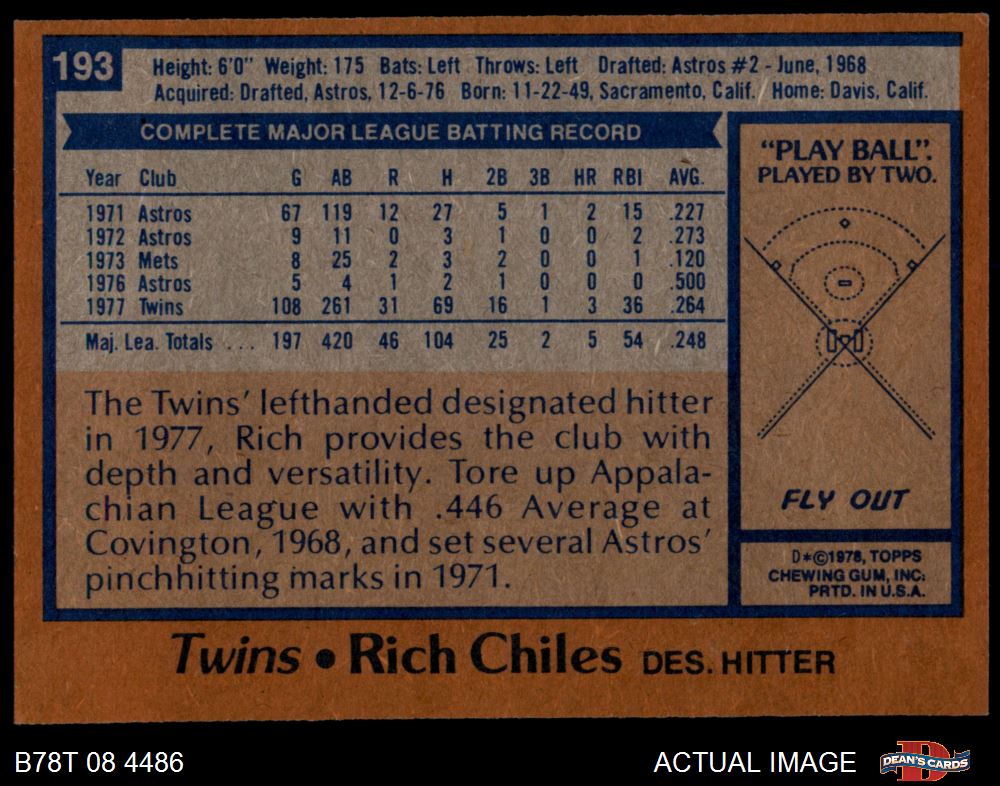 193
Height: 6'0" Weight: 175 Bats: Left Throws: Left Drafted: Astros #2 - June, 1968
Acquired: Drafted, Astros, 12-6-76 Born: 11-22-49, Sacramento, Calif. Home: Davis, Calif.
COMPLETE MAJOR LEAGUE BATTING RECORD
Year Club G AB R H 2B 3B HR RBI AVG.
1971 Astros 67 119 12 27 5 1 2 15 .227
1972 Astros 9 11 0 3 1 0 0 2 .273
1973 Mets 8 25 2 3 2 0 0 1 .120
1976 Astros 5 4 1 2 1 0 0 0 .500
1977 Twins 108 261 31 69 16 1 3 36 .264
Maj. Lea. Totals ... 197 420 46 104 25 2 5 54 .248
The Twins' lefthanded designated hitter
in 1977, Rich provides the club with
depth and versatility. Tore up Appala-
chian League with .446 Average at
Covington, 1968, and set several Astros'
pinchhitting marks in 1971.
"PLAY BALL".
PLAYED BY TWO.
FLY OUT
D*©1978, TOPPS
CHEWING GUM, INC.
PRTD. IN U.S.A.
Twins • Rich Chiles DES. HITTER
B78T 08 4486
ACTUAL IMAGE
D
DEAN'S CARDS